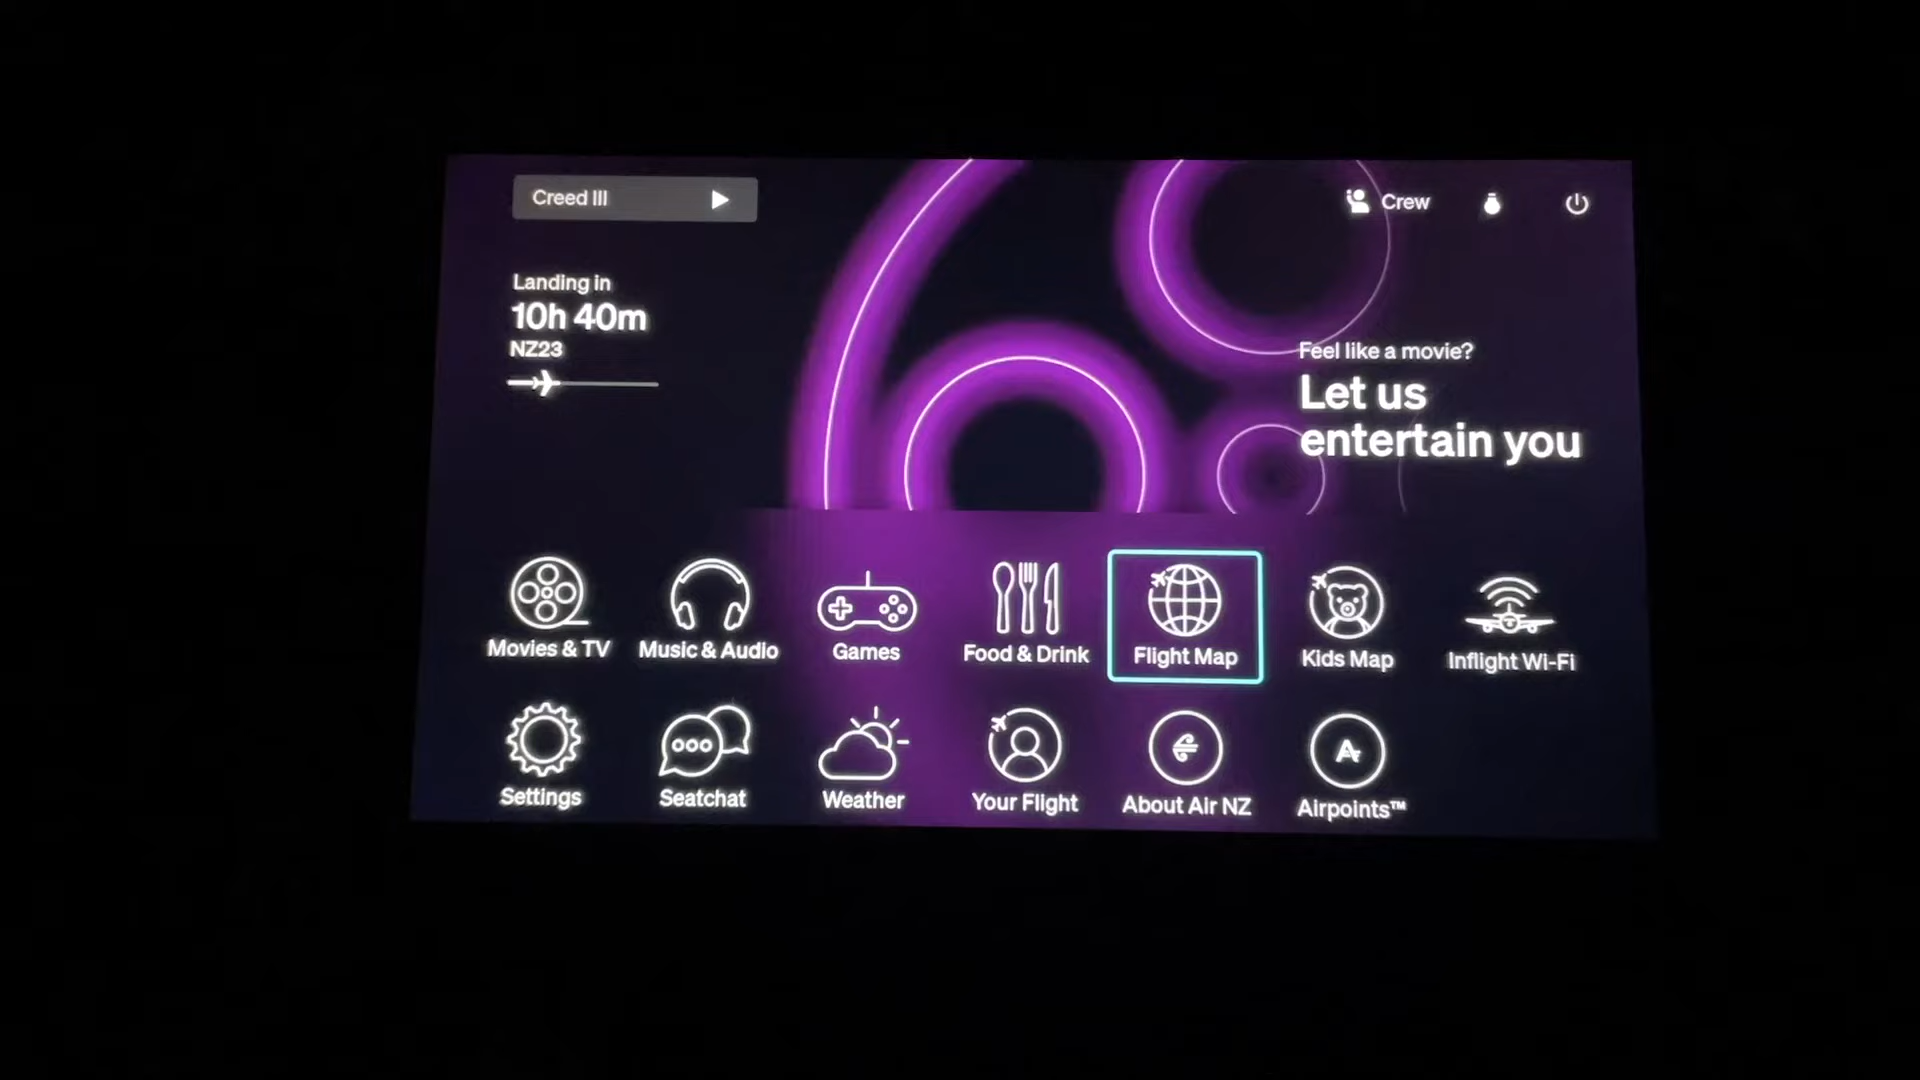 Creed III
Crew
Landing in
10h 40m
NZ23
Feel like a movie?
Let us
entertain you
Movies & TV
Music & Audio
Games
Food & Drink
Flight Map
Kids Map
Inflight Wi-Fi
Settings
Seatchat
Weather
Your Flight
About Air NZ
Airpoints™